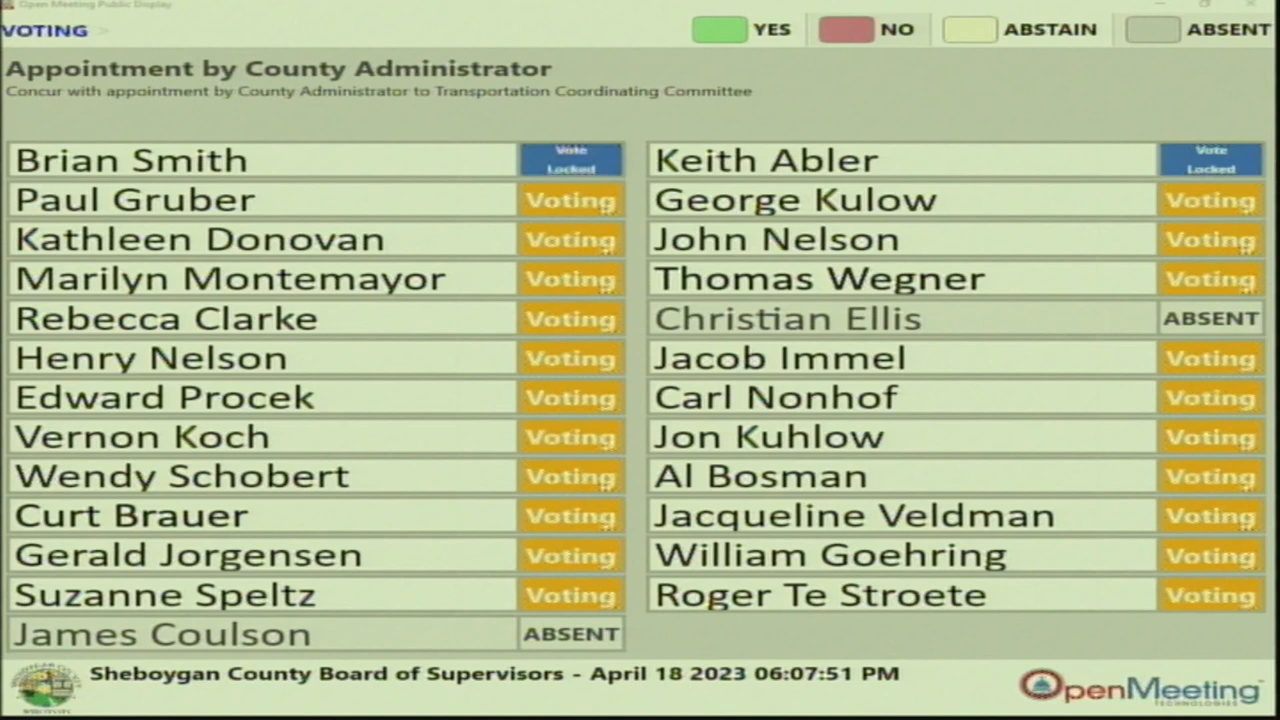 Open Meeting Public Display
VOTING >
YES
NO
ABSTAIN
ABSENT
Appointment by County Administrator
Concur with appointment by County Administrator to Transportation Coordinating Committee
Brian Smith Vote Locked
Paul Gruber Voting
Kathleen Donovan Voting
Marilyn Montemayor Voting
Rebecca Clarke Voting
Henry Nelson Voting
Edward Procek Voting
Vernon Koch Voting
Wendy Schobert Voting
Curt Brauer Voting
Gerald Jorgensen Voting
Suzanne Speltz Voting
James Coulson ABSENT
Keith Abler Vote Locked
George Kulow Voting
John Nelson Voting
Thomas Wegner Voting
Christian Ellis ABSENT
Jacob Immel Voting
Carl Nonhof Voting
Jon Kuhlow Voting
Al Bosman Voting
Jacqueline Veldman Voting
William Goehring Voting
Roger Te Stroete Voting
Sheboygan County Board of Supervisors - April 18 2023 06:07:51 PM
OpenMeeting
TECHNOLOGIES